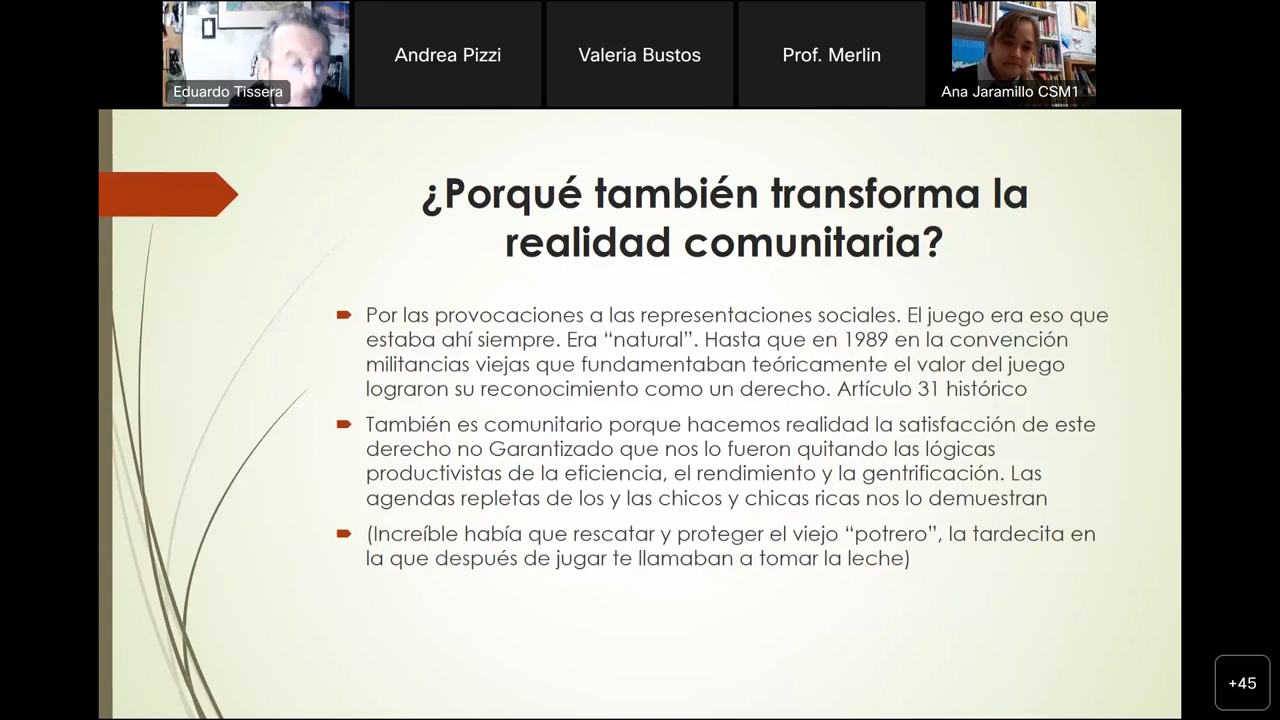 Eduardo Tissera
Andrea Pizzi
Valeria Bustos
Prof. Merlin
Ana Jaramillo CSM1
¿Porqué también transforma la
realidad comunitaria?
Por las provocaciones a las representaciones sociales. El juego era eso que
estaba ahí siempre. Era “natural”. Hasta que en 1989 en la convención
militancias viejas que fundamentaban teóricamente el valor del juego
lograron su reconocimiento como un derecho. Artículo 31 histórico
También es comunitario porque hacemos realidad la satisfacción de este
derecho no Garantizado que nos lo fueron quitando las lógicas
productivistas de la eficiencia, el rendimiento y la gentrificación. Las
agendas repletas de los y las chicos y chicas ricas nos lo demuestran
(Increíble había que rescatar y proteger el viejo “potrero”, la tardecita en
la que después de jugar te llamaban a tomar la leche)
+45